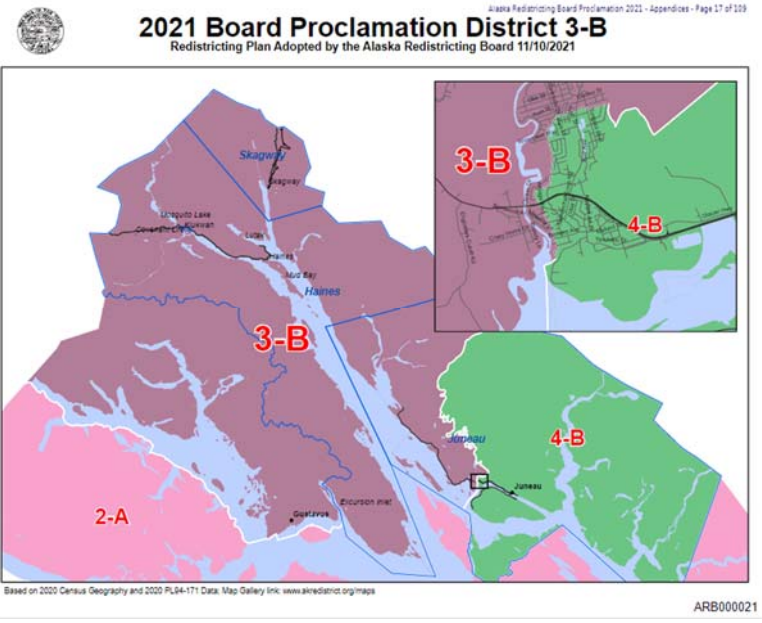 Alaska Redistricting Board Proclamation 2021 - Appendices - Page 17 of 109
2021 Board Proclamation District 3-B
Redistricting Plan Adopted by the Alaska Redistricting Board 11/10/2021
3-B
4-B
Skagway
Skagway
Mosquito Lake
Klukwan
Covenant Life
Lutak
Haines
Mud Bay
Haines
3-B
Juneau
4-B
Juneau
Excursion Inlet
Gustavus
2-A
Based on 2020 Census Geography and 2020 PL94-171 Data; Map Gallery link: www.akredistrict.org/maps
ARB000021